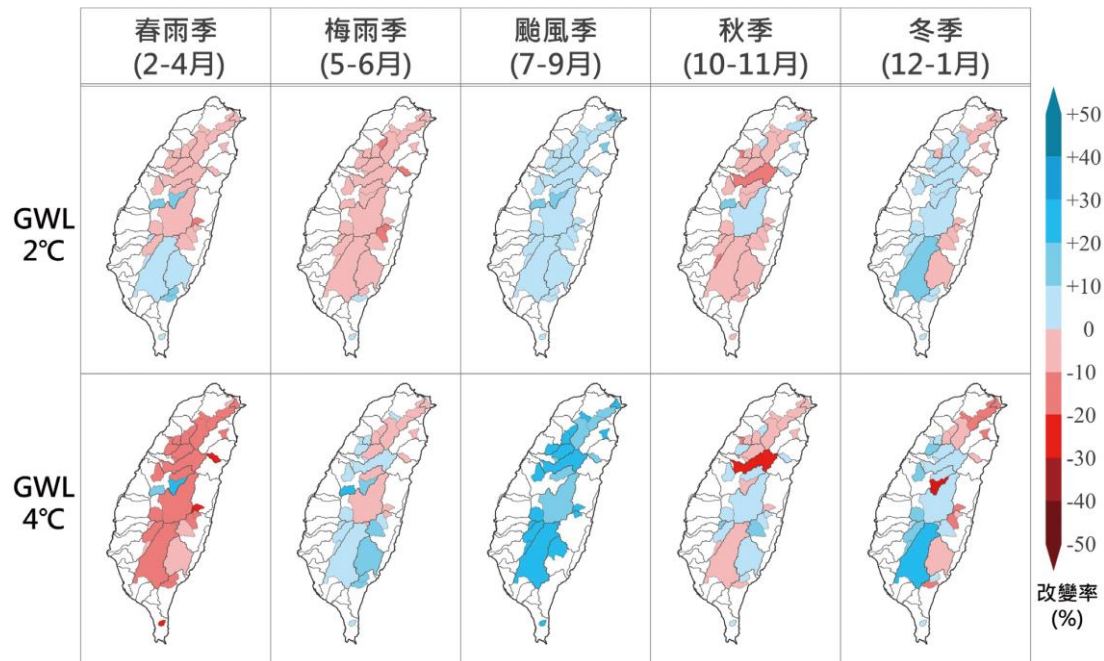 春雨季
(2-4月)
梅雨季
(5-6月)
颱風季
(7-9月)
秋季
(10-11月)
冬季
(12-1月)
GWL
2℃
GWL
4℃
+50
+40
+30
+20
+10
0
-10
-20
-30
-40
-50
改變率
(%)